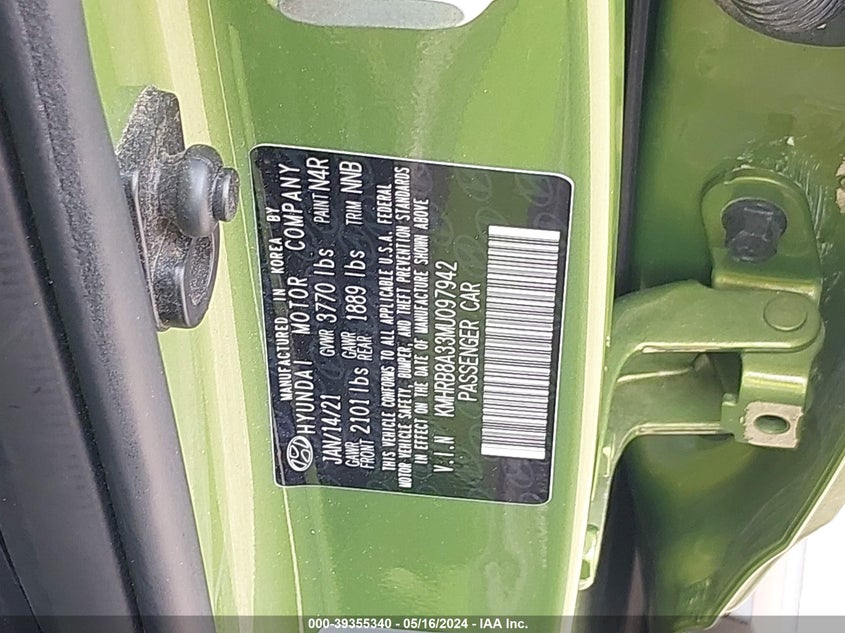 MANUFACTURED IN KOREA BY
HYUNDAI MOTOR COMPANY
JAN/14/21 GVWR 3770 lbs PAINT N4R
GAWR FRONT 2101 lbs GAWR REAR 1889 lbs TRIM NNB
THIS VEHICLE CONFORMS TO ALL APPLICABLE U.S.A. FEDERAL
MOTOR VEHICLE SAFETY, BUMPER, AND THEFT PREVENTION STANDARDS
IN EFFECT ON THE DATE OF MANUFACTURE SHOWN ABOVE
V.I.N KMHRB8A33MU097942
PASSENGER CAR
000-39355340 - 05/16/2024 - IAA Inc.